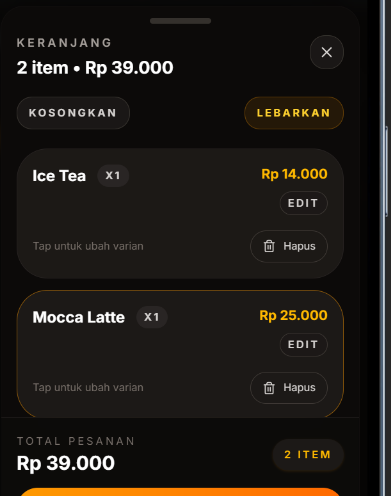 KERANJANG
2 item • Rp 39.000
KOSONGKAN
LEBARKAN
Ice Tea X1
Rp 14.000
EDIT
Tap untuk ubah varian
Hapus
Mocca Latte X1
Rp 25.000
EDIT
Tap untuk ubah varian
Hapus
TOTAL PESANAN
Rp 39.000
2 ITEM